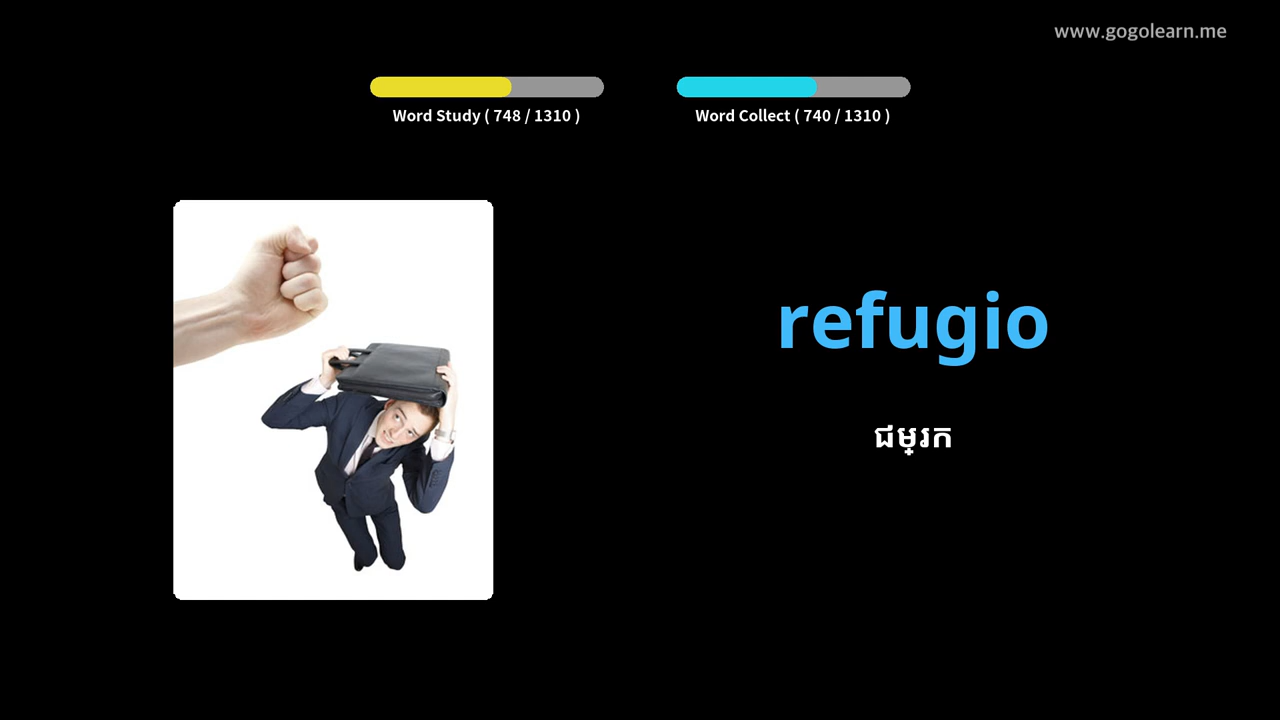 www.gogolearn.me
Word Study ( 748 / 1310 )
Word Collect ( 740 / 1310 )
refugio
ជម្រក